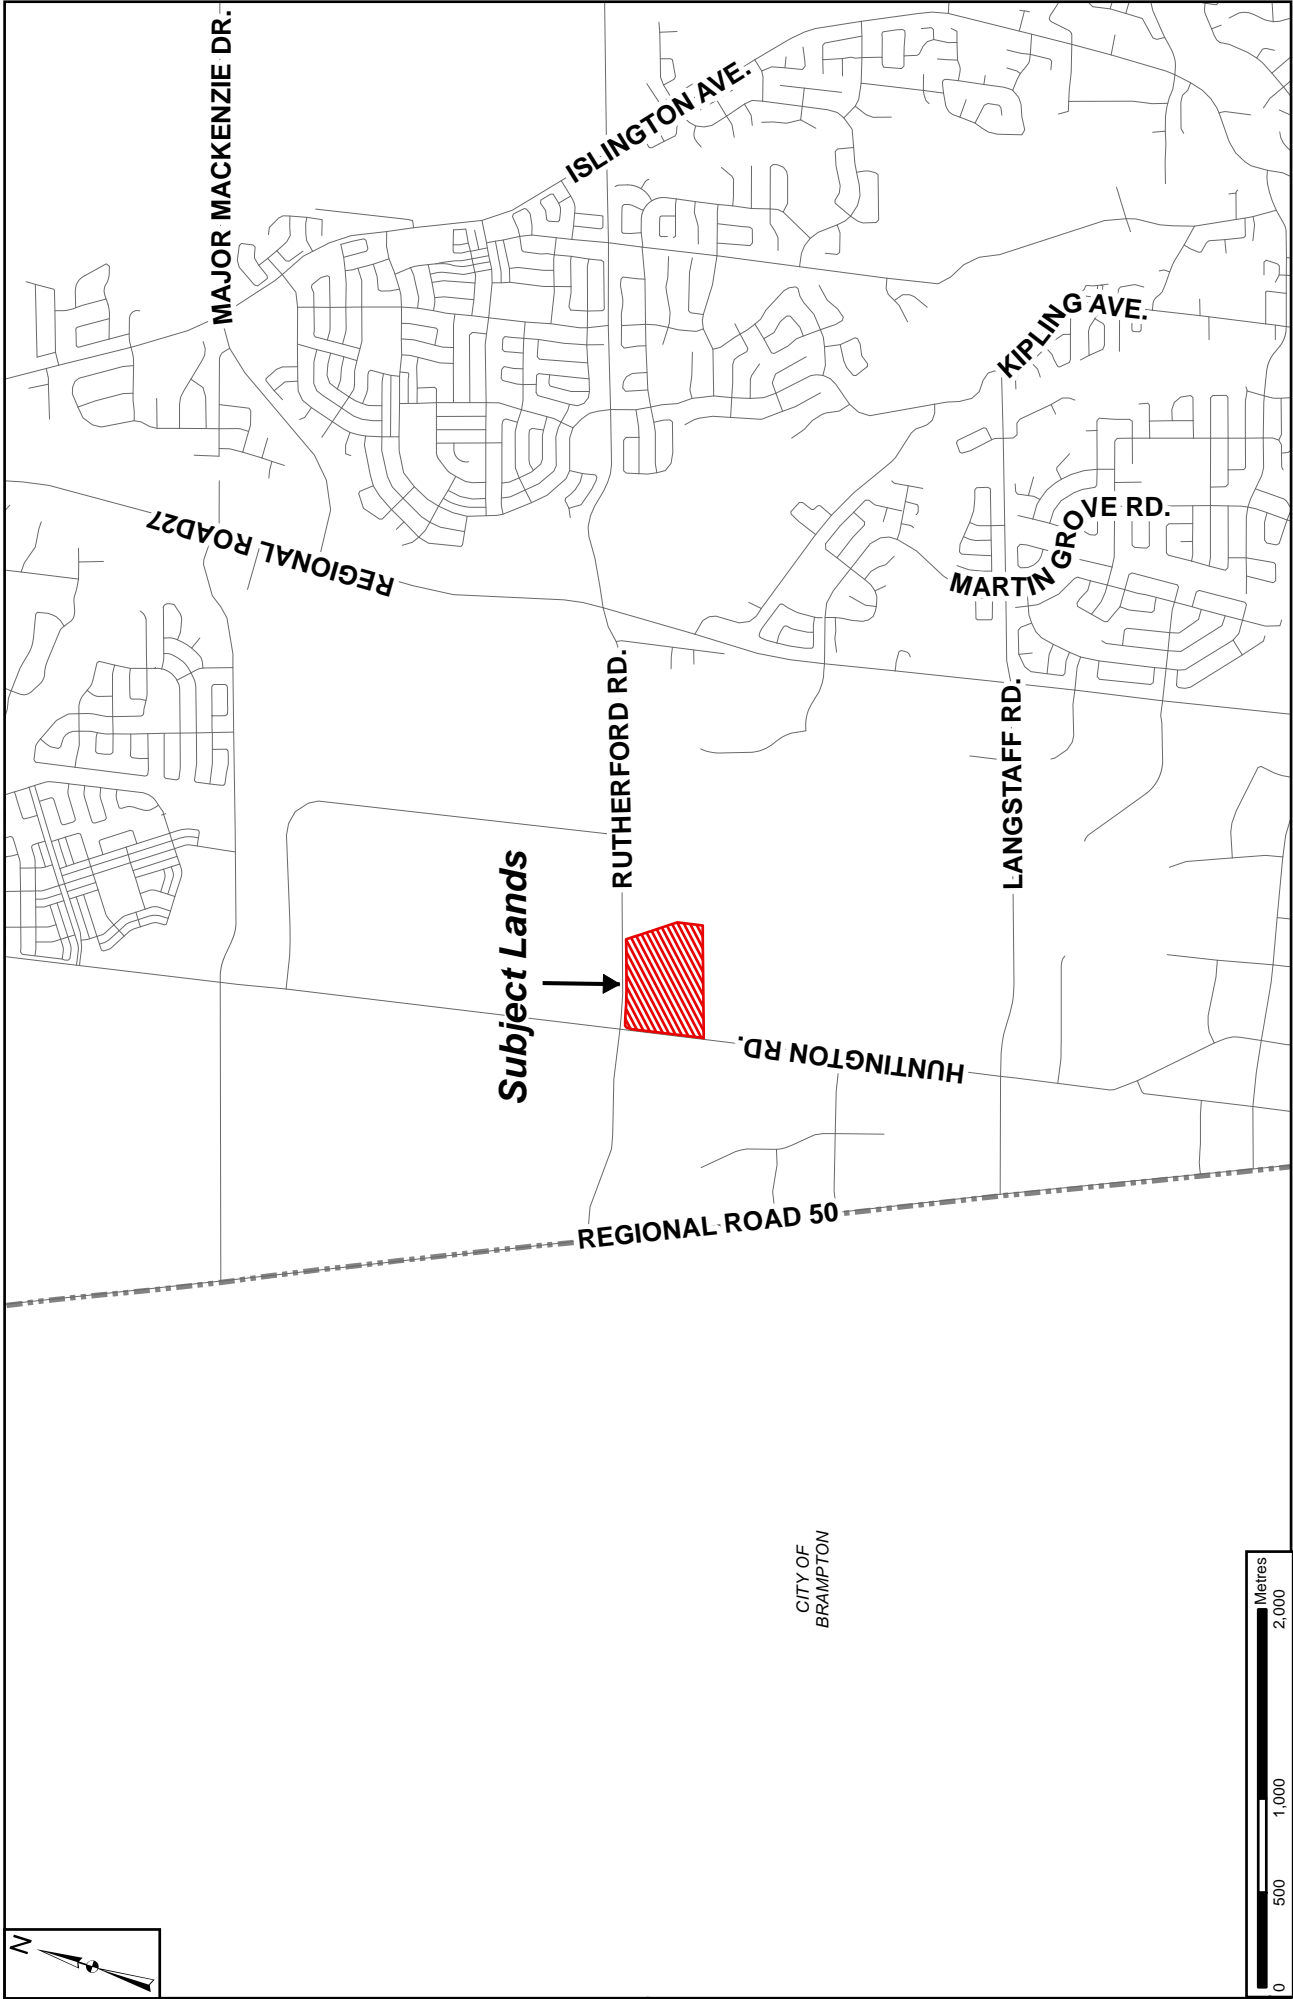 MAJOR MACKENZIE DR.
ISLINGTON AVE.
KIPLING AVE.
REGIONAL ROAD27
MARTIN GROVE RD.
RUTHERFORD RD.
LANGSTAFF RD.
Subject Lands
HUNTINGTON RD.
REGIONAL ROAD 50
CITY OF
BRAMPTON
N
Metres
0 500 1,000 2,000